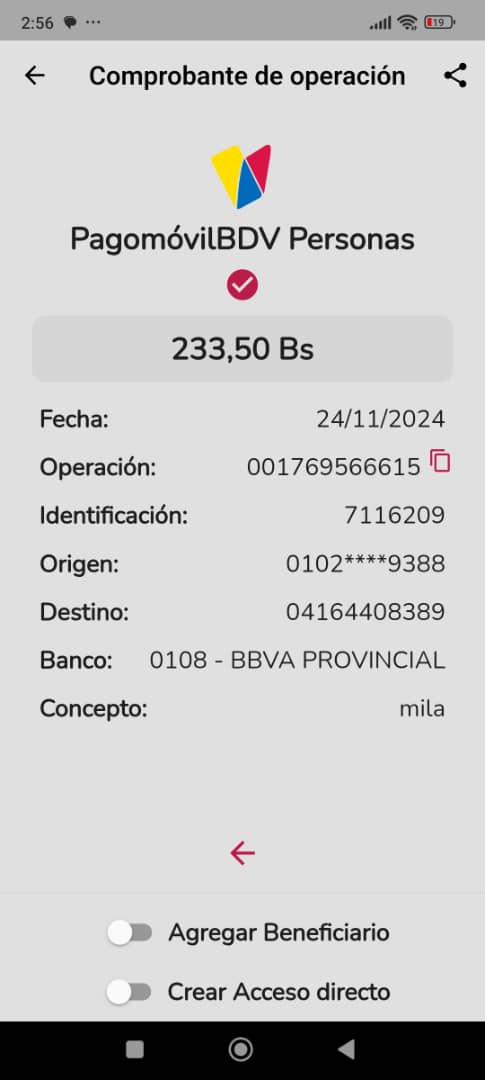 2:56 ...
19
Comprobante de operación
PagomóvilBDV Personas
233,50 Bs
Fecha: 24/11/2024
Operación: 001769566615
Identificación: 7116209
Origen: 0102****9388
Destino: 04164408389
Banco: 0108 - BBVA PROVINCIAL
Concepto: mila
Agregar Beneficiario
Crear Acceso directo